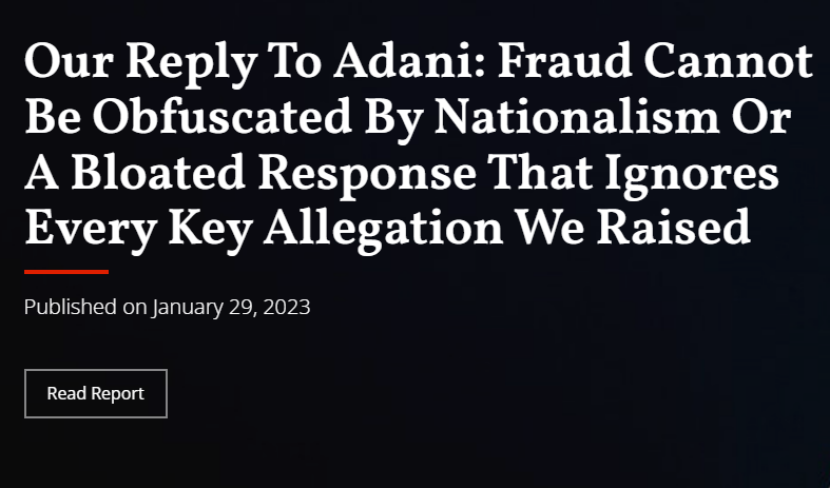 Our Reply To Adani: Fraud Cannot
Be Obfuscated By Nationalism Or
A Bloated Response That Ignores
Every Key Allegation We Raised
Published on January 29, 2023
Read Report